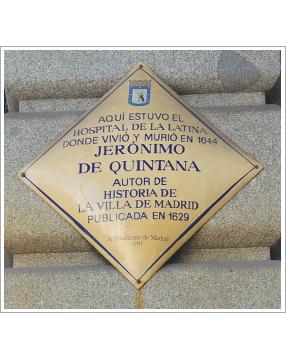 AQUÍ ESTUVO EL
HOSPITAL DE LA LATINA
DONDE VIVIÓ Y MURIÓ EN 1644
JERÓNIMO
DE QUINTANA
AUTOR DE
HISTORIA DE
LA VILLA DE MADRID
PUBLICADA EN 1629
Ayuntamiento de Madrid